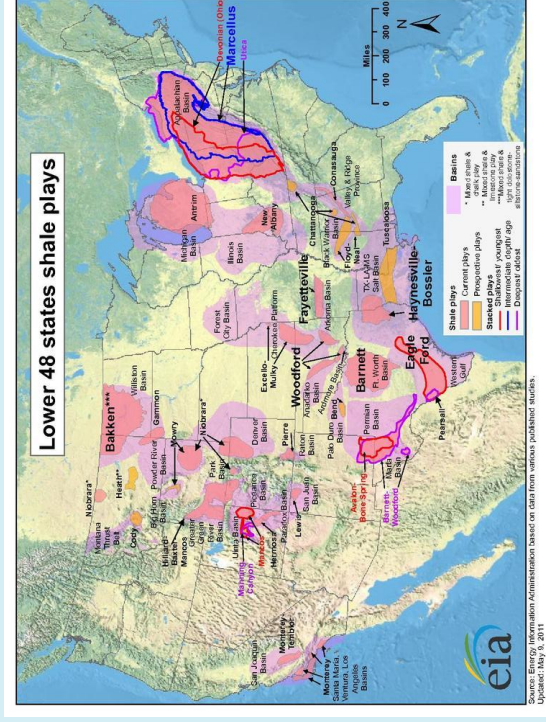 Lower 48 states shale plays
Niobrara*
Montana
Thrust
Belt
Cody
Heath**
Bakken***
Williston
Basin
Gammon
Powder River
Basin
Mowry
Big Horn
Basin
Hilliard-
Baxter-
Mancos
Greater
Green
River
Basin
Niobrara*
Park
Basin
Denver
Basin
Uinta Basin
Piceance
Basin
Manning
Canyon
Mancos
Hermosa
Paradox Basin
Pierre
Raton
Basin
Lewis
San Juan
Basin
San Joaquin
Basin
Monterey-
Temblor
Monterey
Santa Maria,
Ventura, Los
Angeles
Basins
Forest
City Basin
Excello-
Mulky
Cherokee Platform
Woodford
Anadarko
Basin
Ardmore Basin
Palo Duro
Basin
Bend
Avalon-
Bone Spring
Permian
Basin
Marfa
Basin
Barnett-
Woodford
Barnett
Ft. Worth
Basin
Eagle
Ford
Pearsall
Western
Gulf
Michigan
Basin
Antrim
Illinois
Basin
New
Albany
Fayetteville
Arkoma Basin
Chattanooga
Black Warrior
Basin
Floyd-
Neal
Conasauga
Valley & Ridge
Province
TX-LA-MS
Salt Basin
Tuscaloosa
Haynesville-
Bossier
Appalachian
Basin
Devonian (Ohio)
Marcellus
Utica
Miles
0 100 200 300 400
N
Shale plays
Current plays
Prospective plays
Stacked plays
Shallowest/ youngest
Intermediate depth/ age
Deepest/ oldest
Basins
* Mixed shale &
chalk play
** Mixed shale &
limestone play
***Mixed shale &
tight dolostone-
siltstone-sandstone
eia
Source: Energy Information Administration based on data from various published studies.
Updated: May 9, 2011